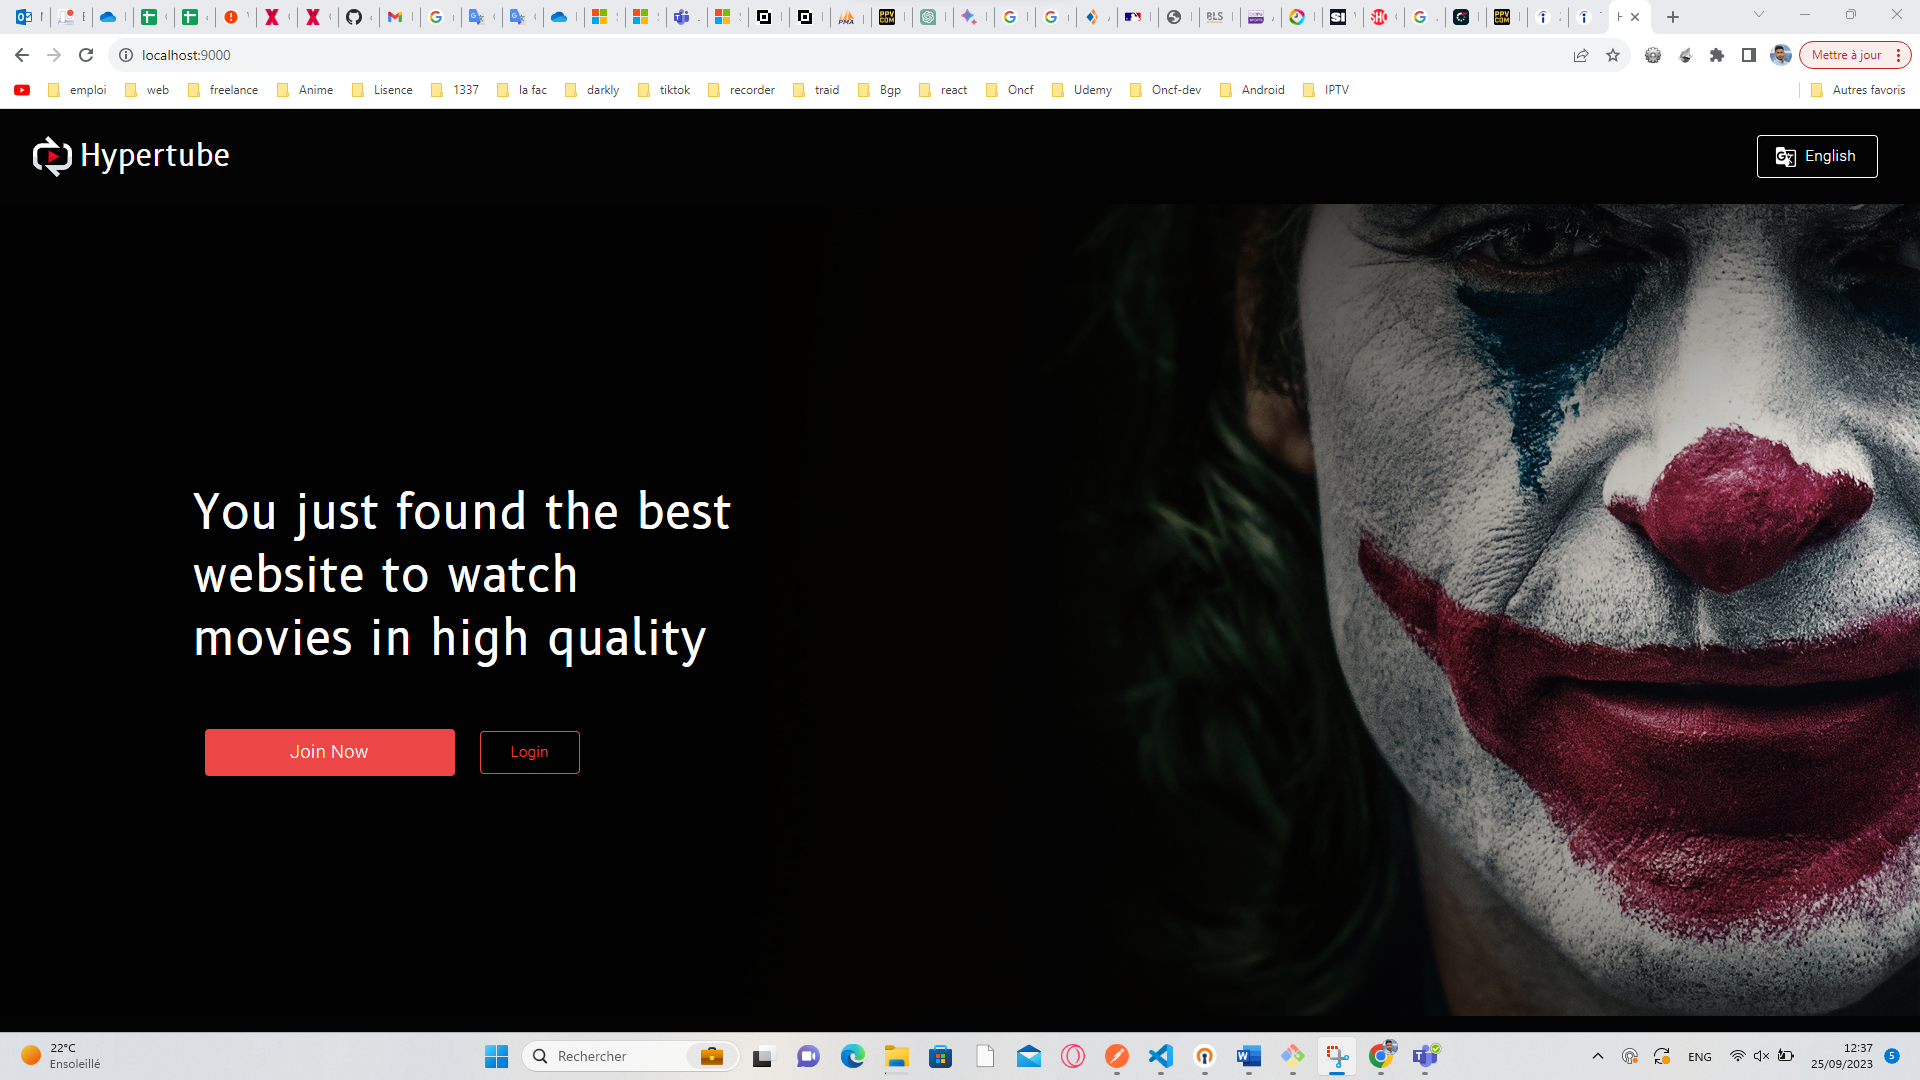 localhost:9000
Mettre à jour
emploi
web
freelance
Anime
Lisence
1337
la fac
darkly
tiktok
recorder
traid
Bgp
react
Oncf
Udemy
Oncf-dev
Android
IPTV
Autres favoris
Hypertube
English
You just found the best
website to watch
movies in high quality
Join Now
Login
22°C
Ensoleillé
Rechercher
ENG
12:37
25/09/2023
5